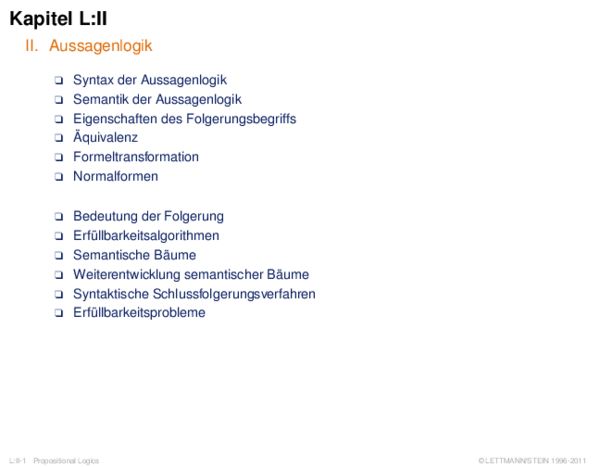 Kapitel L:II
II. Aussagenlogik
❑ Syntax der Aussagenlogik
❑ Semantik der Aussagenlogik
❑ Eigenschaften des Folgerungsbegriffs
❑ Äquivalenz
❑ Formeltransformation
❑ Normalformen
❑ Bedeutung der Folgerung
❑ Erfüllbarkeitsalgorithmen
❑ Semantische Bäume
❑ Weiterentwicklung semantischer Bäume
❑ Syntaktische Schlussfolgerungsverfahren
❑ Erfüllbarkeitsprobleme
L:II-1 Propositional Logics ©LETTMANN/STEIN 1996-2011